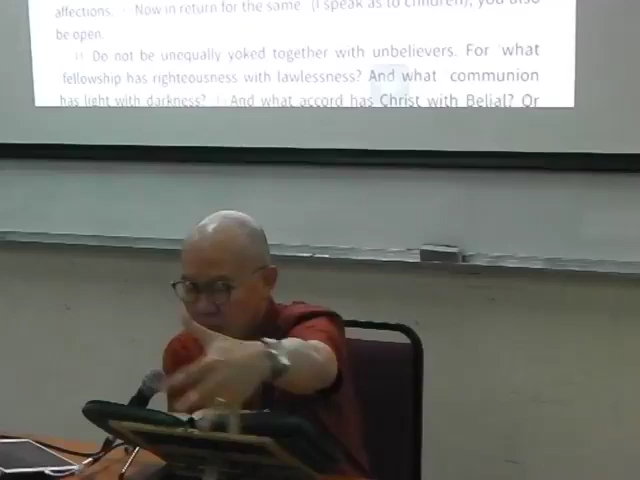 affections. Now in return for the same (I speak as to children), you also
be open.
Do not be unequally yoked together with unbelievers. For what
fellowship has righteousness with lawlessness? And what communion
has light with darkness? And what accord has Christ with Belial? Or